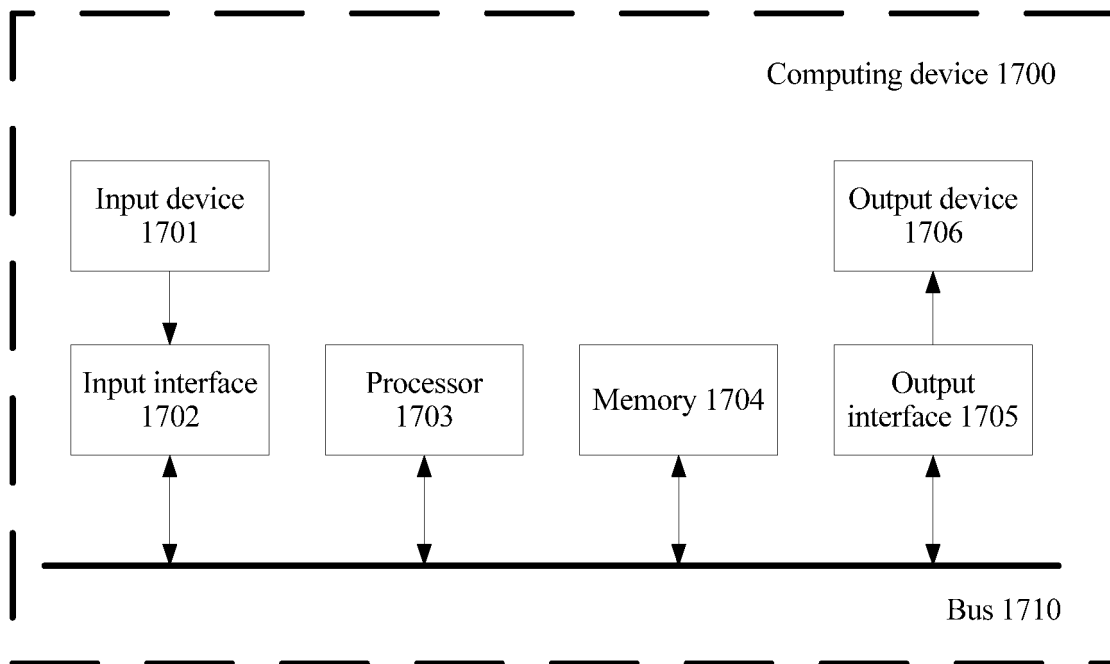 Computing device 1700
Input device
1701
Output device
1706
Input interface
1702
Processor
1703
Memory 1704
Output
interface 1705
Bus 1710